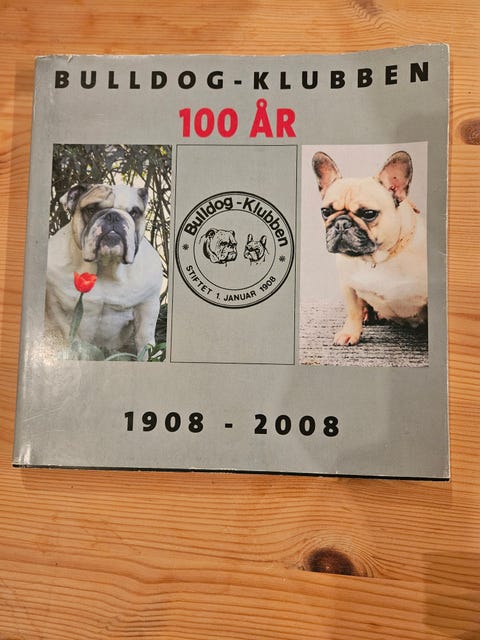 BULLDOG-KLUBBEN
100 ÅR
Bulldog-Klubben
STIFTET 1. JANUAR 1908
1908 - 2008